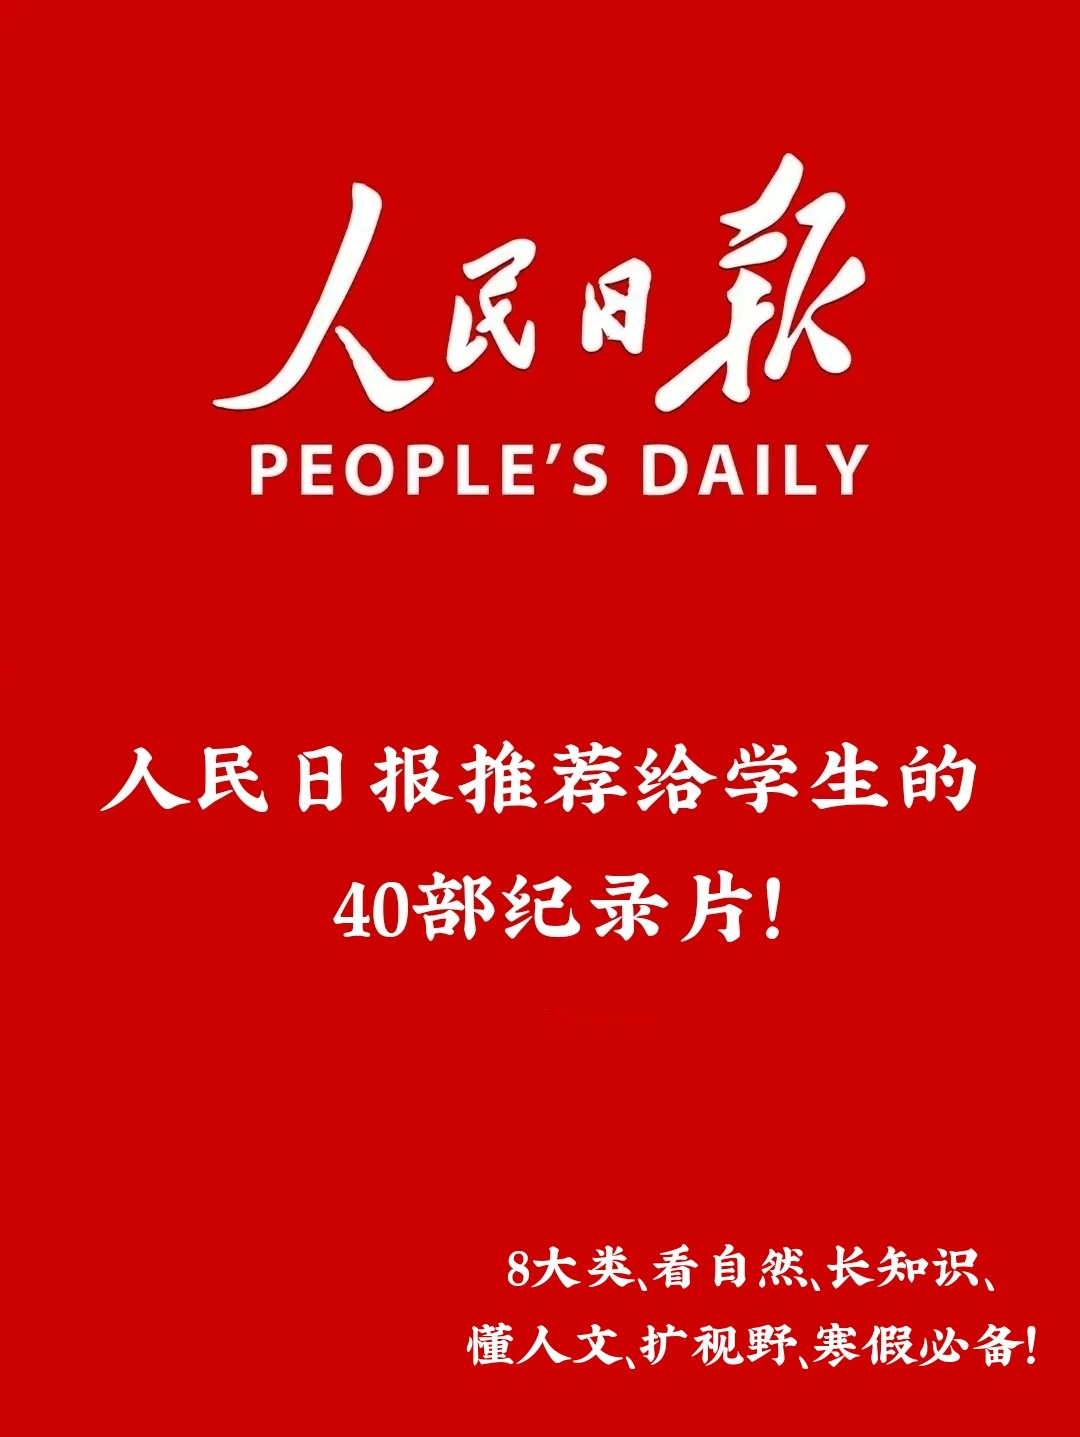 人民日報
PEOPLE'S DAILY
人民日报推荐给学生的
40部纪录片!
8大类、看自然、长知识、
懂人文、扩视野、寒假必备!